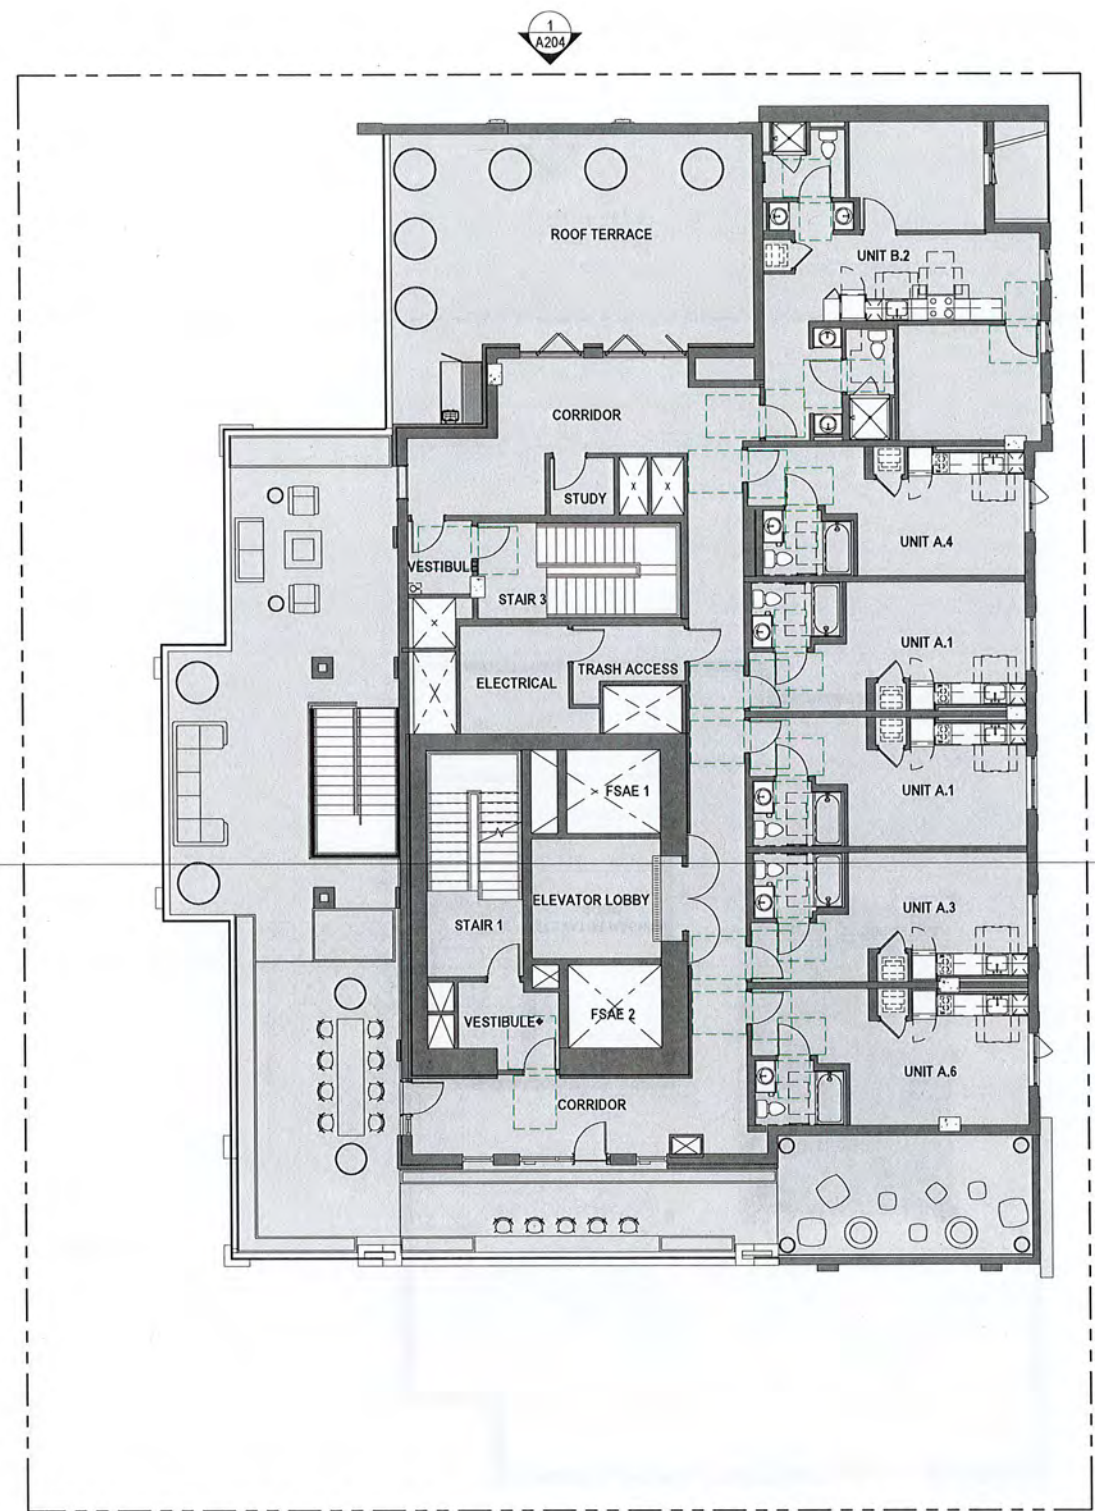 1
A204
ROOF TERRACE
UNIT B.2
CORRIDOR
STUDY
UNIT A.4
VESTIBULE
STAIR 3
UNIT A.1
TRASH ACCESS
ELECTRICAL
FSAE 1
UNIT A.1
ELEVATOR LOBBY
UNIT A.3
STAIR 1
VESTIBULE
FSAE 2
UNIT A.6
CORRIDOR